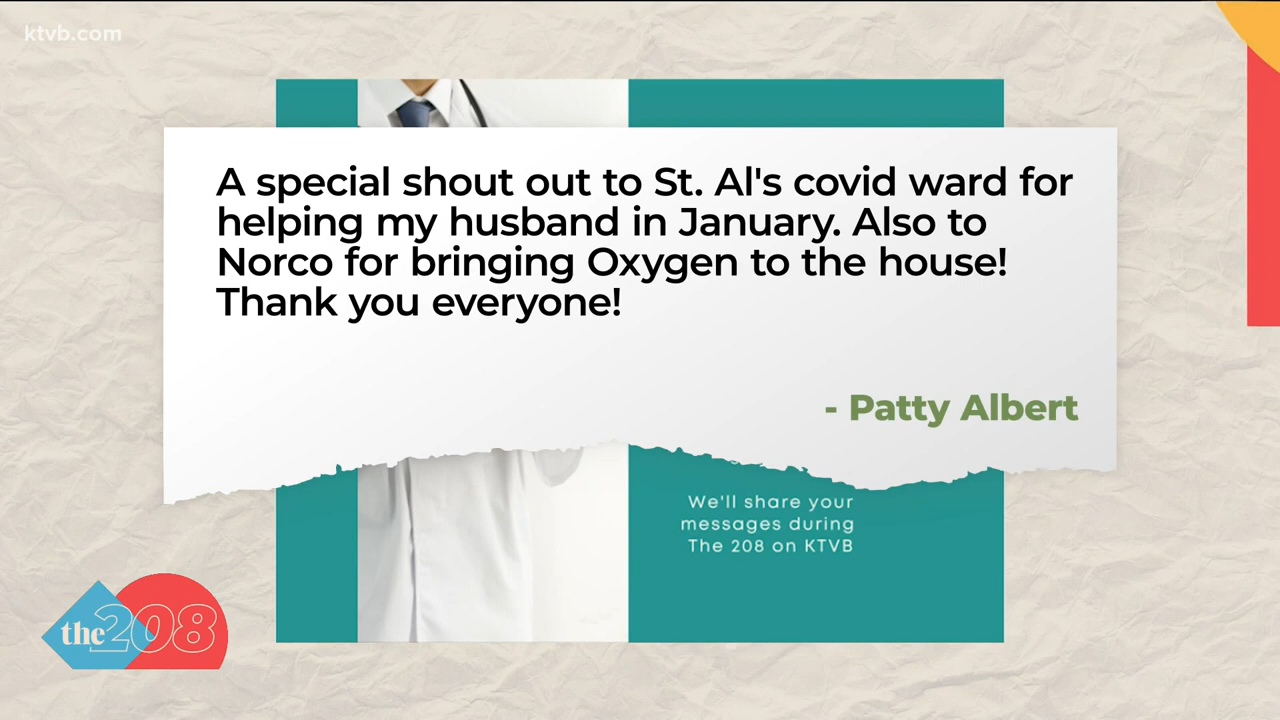 ktvb.com
A special shout out to St. Al's covid ward for
helping my husband in January. Also to
Norco for bringing Oxygen to the house!
Thank you everyone!
- Patty Albert
We'll share your
messages during
The 208 on KTVB
the 208